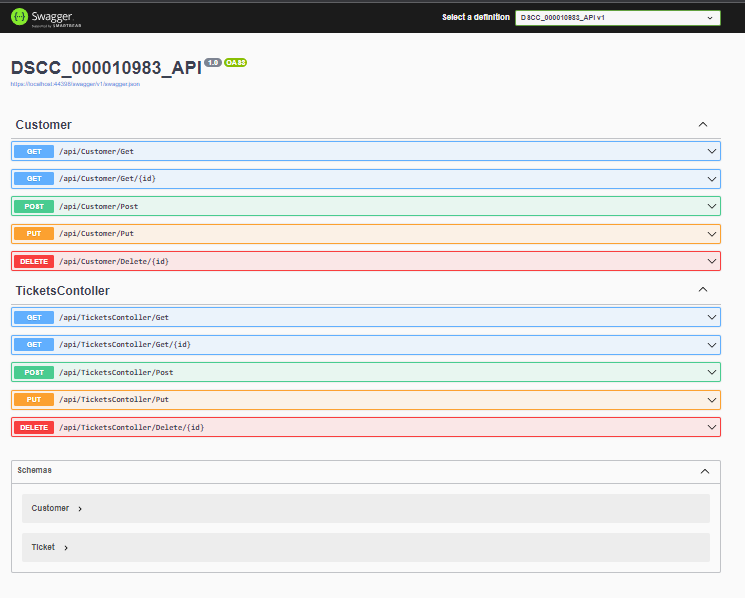 Swagger
Supported by SMARTBEAR
Select a definition
DSCC_000010983_API v1
DSCC_000010983_API 1.0 OAS3
https://localhost:44398/swagger/v1/swagger.json
Customer
GET /api/Customer/Get
GET /api/Customer/Get/{id}
POST /api/Customer/Post
PUT /api/Customer/Put
DELETE /api/Customer/Delete/{id}
TicketsContoller
GET /api/TicketsContoller/Get
GET /api/TicketsContoller/Get/{id}
POST /api/TicketsContoller/Post
PUT /api/TicketsContoller/Put
DELETE /api/TicketsContoller/Delete/{id}
Schemas
Customer
Ticket